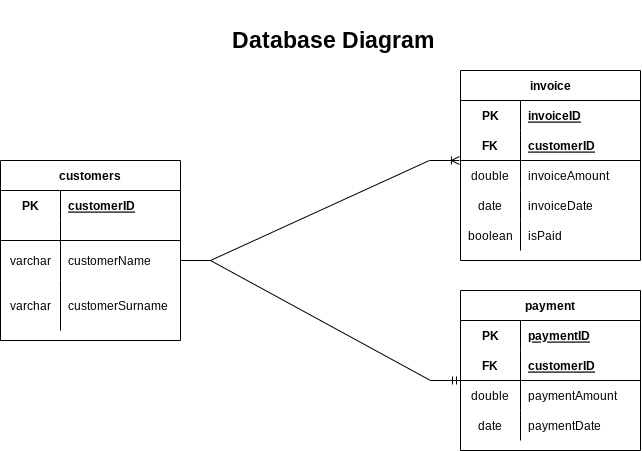 Database Diagram
customers
PK customerID
varchar customerName
varchar customerSurname
invoice
PK invoiceID
FK customerID
double invoiceAmount
date invoiceDate
boolean isPaid
payment
PK paymentID
FK customerID
double paymentAmount
date paymentDate